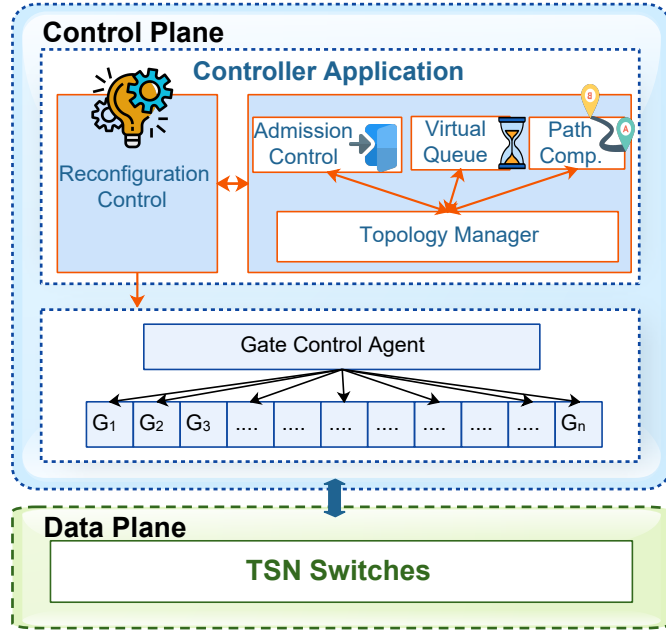 Control Plane
Controller Application
Reconfiguration
Control
Admission
Control
Virtual
Queue
B
A
Path
Comp.
Topology Manager
Gate Control Agent
G1 G2 G3 .... .... .... .... .... .... .... Gn
Data Plane
TSN Switches